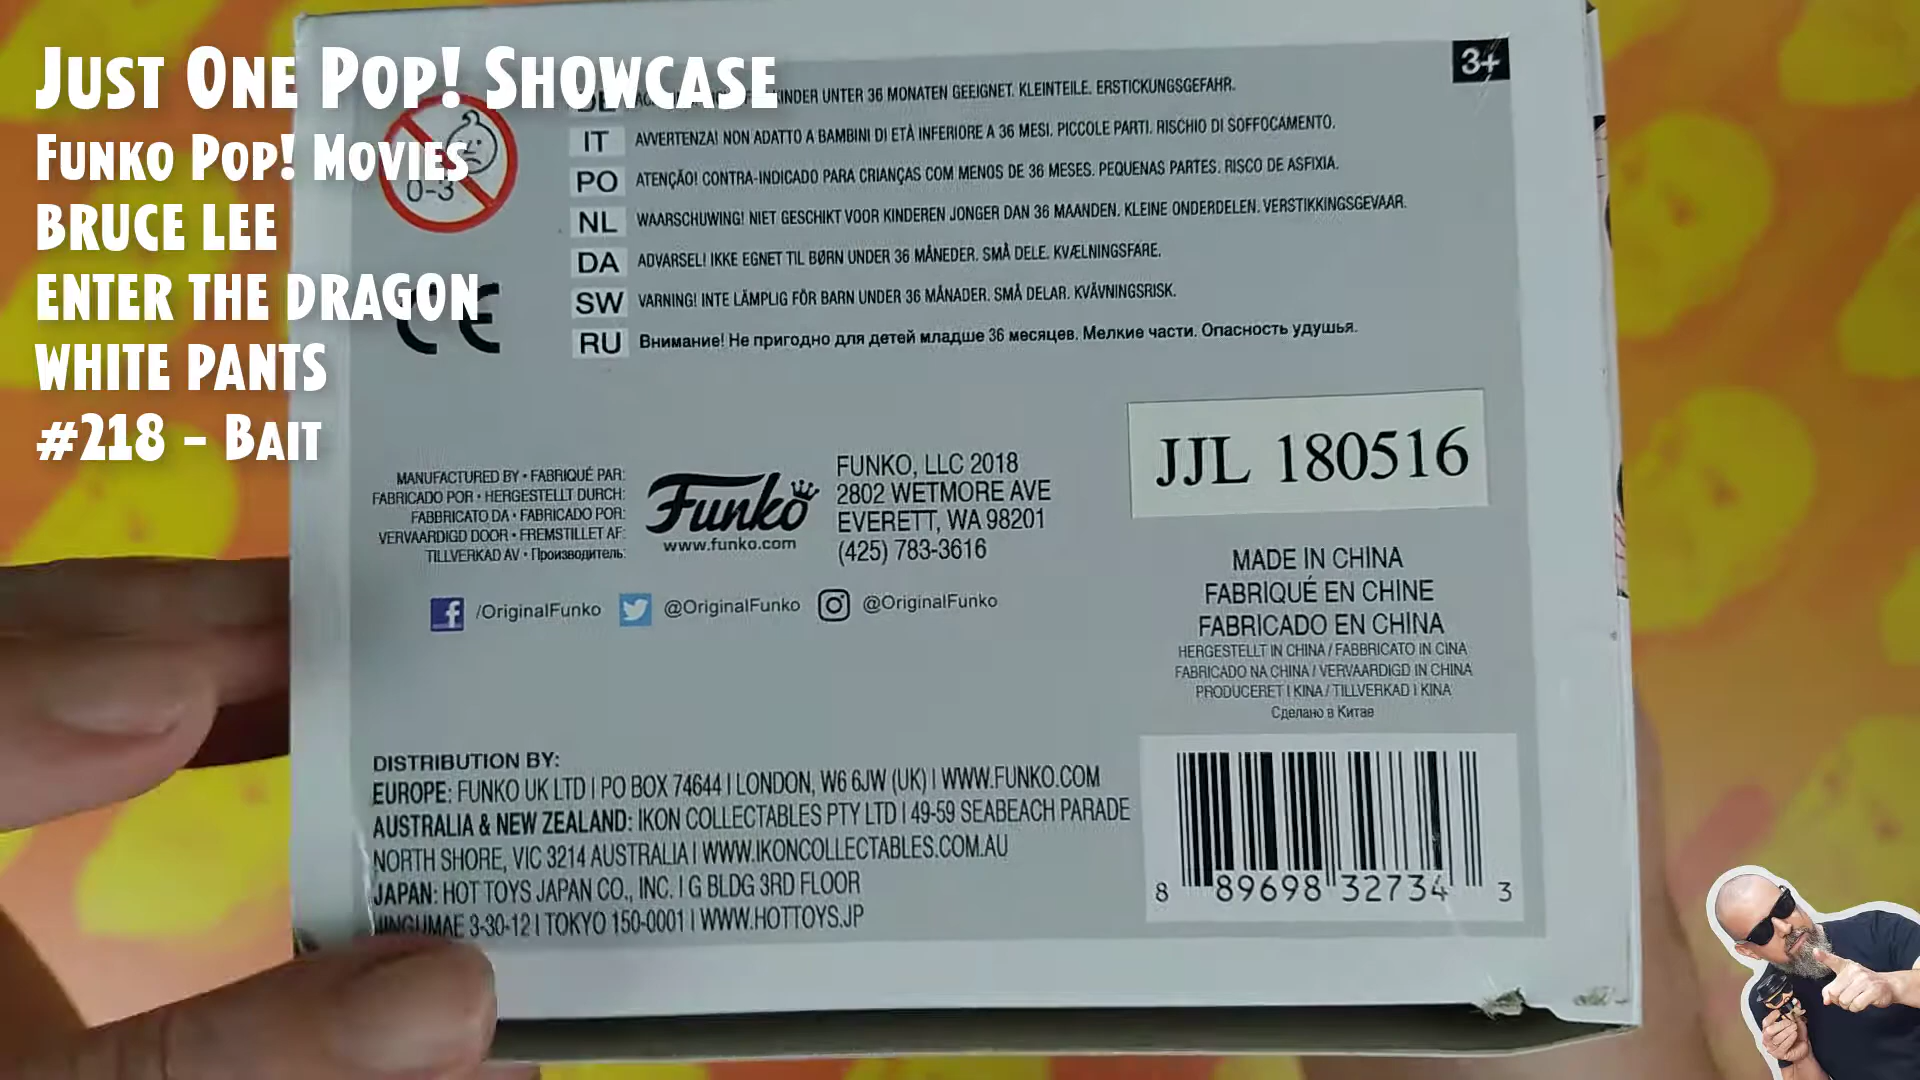 Just One Pop! Showcase
Funko Pop! Movies
BRUCE LEE
ENTER THE DRAGON
WHITE PANTS
#218 - Bait
3+
0-3
CE
KINDER UNTER 36 MONATEN GEEIGNET. KLEINTEILE. ERSTICKUNGSGEFAHR.
IT AVVERTENZA! NON ADATTO A BAMBINI DI ETÀ INFERIORE A 36 MESI. PICCOLE PARTI. RISCHIO DI SOFFOCAMENTO.
PO ATENÇÃO! CONTRA-INDICADO PARA CRIANÇAS COM MENOS DE 36 MESES. PEQUENAS PARTES. RISCO DE ASFIXIA.
NL WAARSCHUWING! NIET GESCHIKT VOOR KINDEREN JONGER DAN 36 MAANDEN. KLEINE ONDERDELEN. VERSTIKKINGSGEVAAR.
DA ADVARSEL! IKKE EGNET TIL BØRN UNDER 36 MÅNEDER. SMÅ DELE. KVÆLNINGSFARE.
SW VARNING! INTE LÄMPLIG FÖR BARN UNDER 36 MÅNADER. SMÅ DELAR. KVÄVNINGSRISK.
RU Внимание! Не пригодно для детей младше 36 месяцев. Мелкие части. Опасность удушья.
MANUFACTURED BY • FABRIQUÉ PAR:
FABRICADO POR • HERGESTELLT DURCH:
FABBRICATO DA • FABRICADO POR:
VERVAARDIGD DOOR • FREMSTILLET AF:
TILLVERKAD AV • Производитель:
Funko
www.funko.com
FUNKO, LLC 2018
2802 WETMORE AVE
EVERETT, WA 98201
(425) 783-3616
/OriginalFunko @OriginalFunko @OriginalFunko
JJL 180516
MADE IN CHINA
FABRIQUÉ EN CHINE
FABRICADO EN CHINA
HERGESTELLT IN CHINA / FABBRICATO IN CINA
FABRICADO NA CHINA / VERVAARDIGD IN CHINA
PRODUCERET I KINA / TILLVERKAD I KINA
Сделано в Китае
DISTRIBUTION BY:
EUROPE: FUNKO UK LTD | PO BOX 74644 | LONDON, W6 6JW (UK) | WWW.FUNKO.COM
AUSTRALIA & NEW ZEALAND: IKON COLLECTABLES PTY LTD | 49-59 SEABEACH PARADE
NORTH SHORE, VIC 3214 AUSTRALIA | WWW.IKONCOLLECTABLES.COM.AU
JAPAN: HOT TOYS JAPAN CO., INC. | G BLDG 3RD FLOOR
3-30-12 | TOKYO 150-0001 | WWW.HOTTOYS.JP
8 89698 32734 3